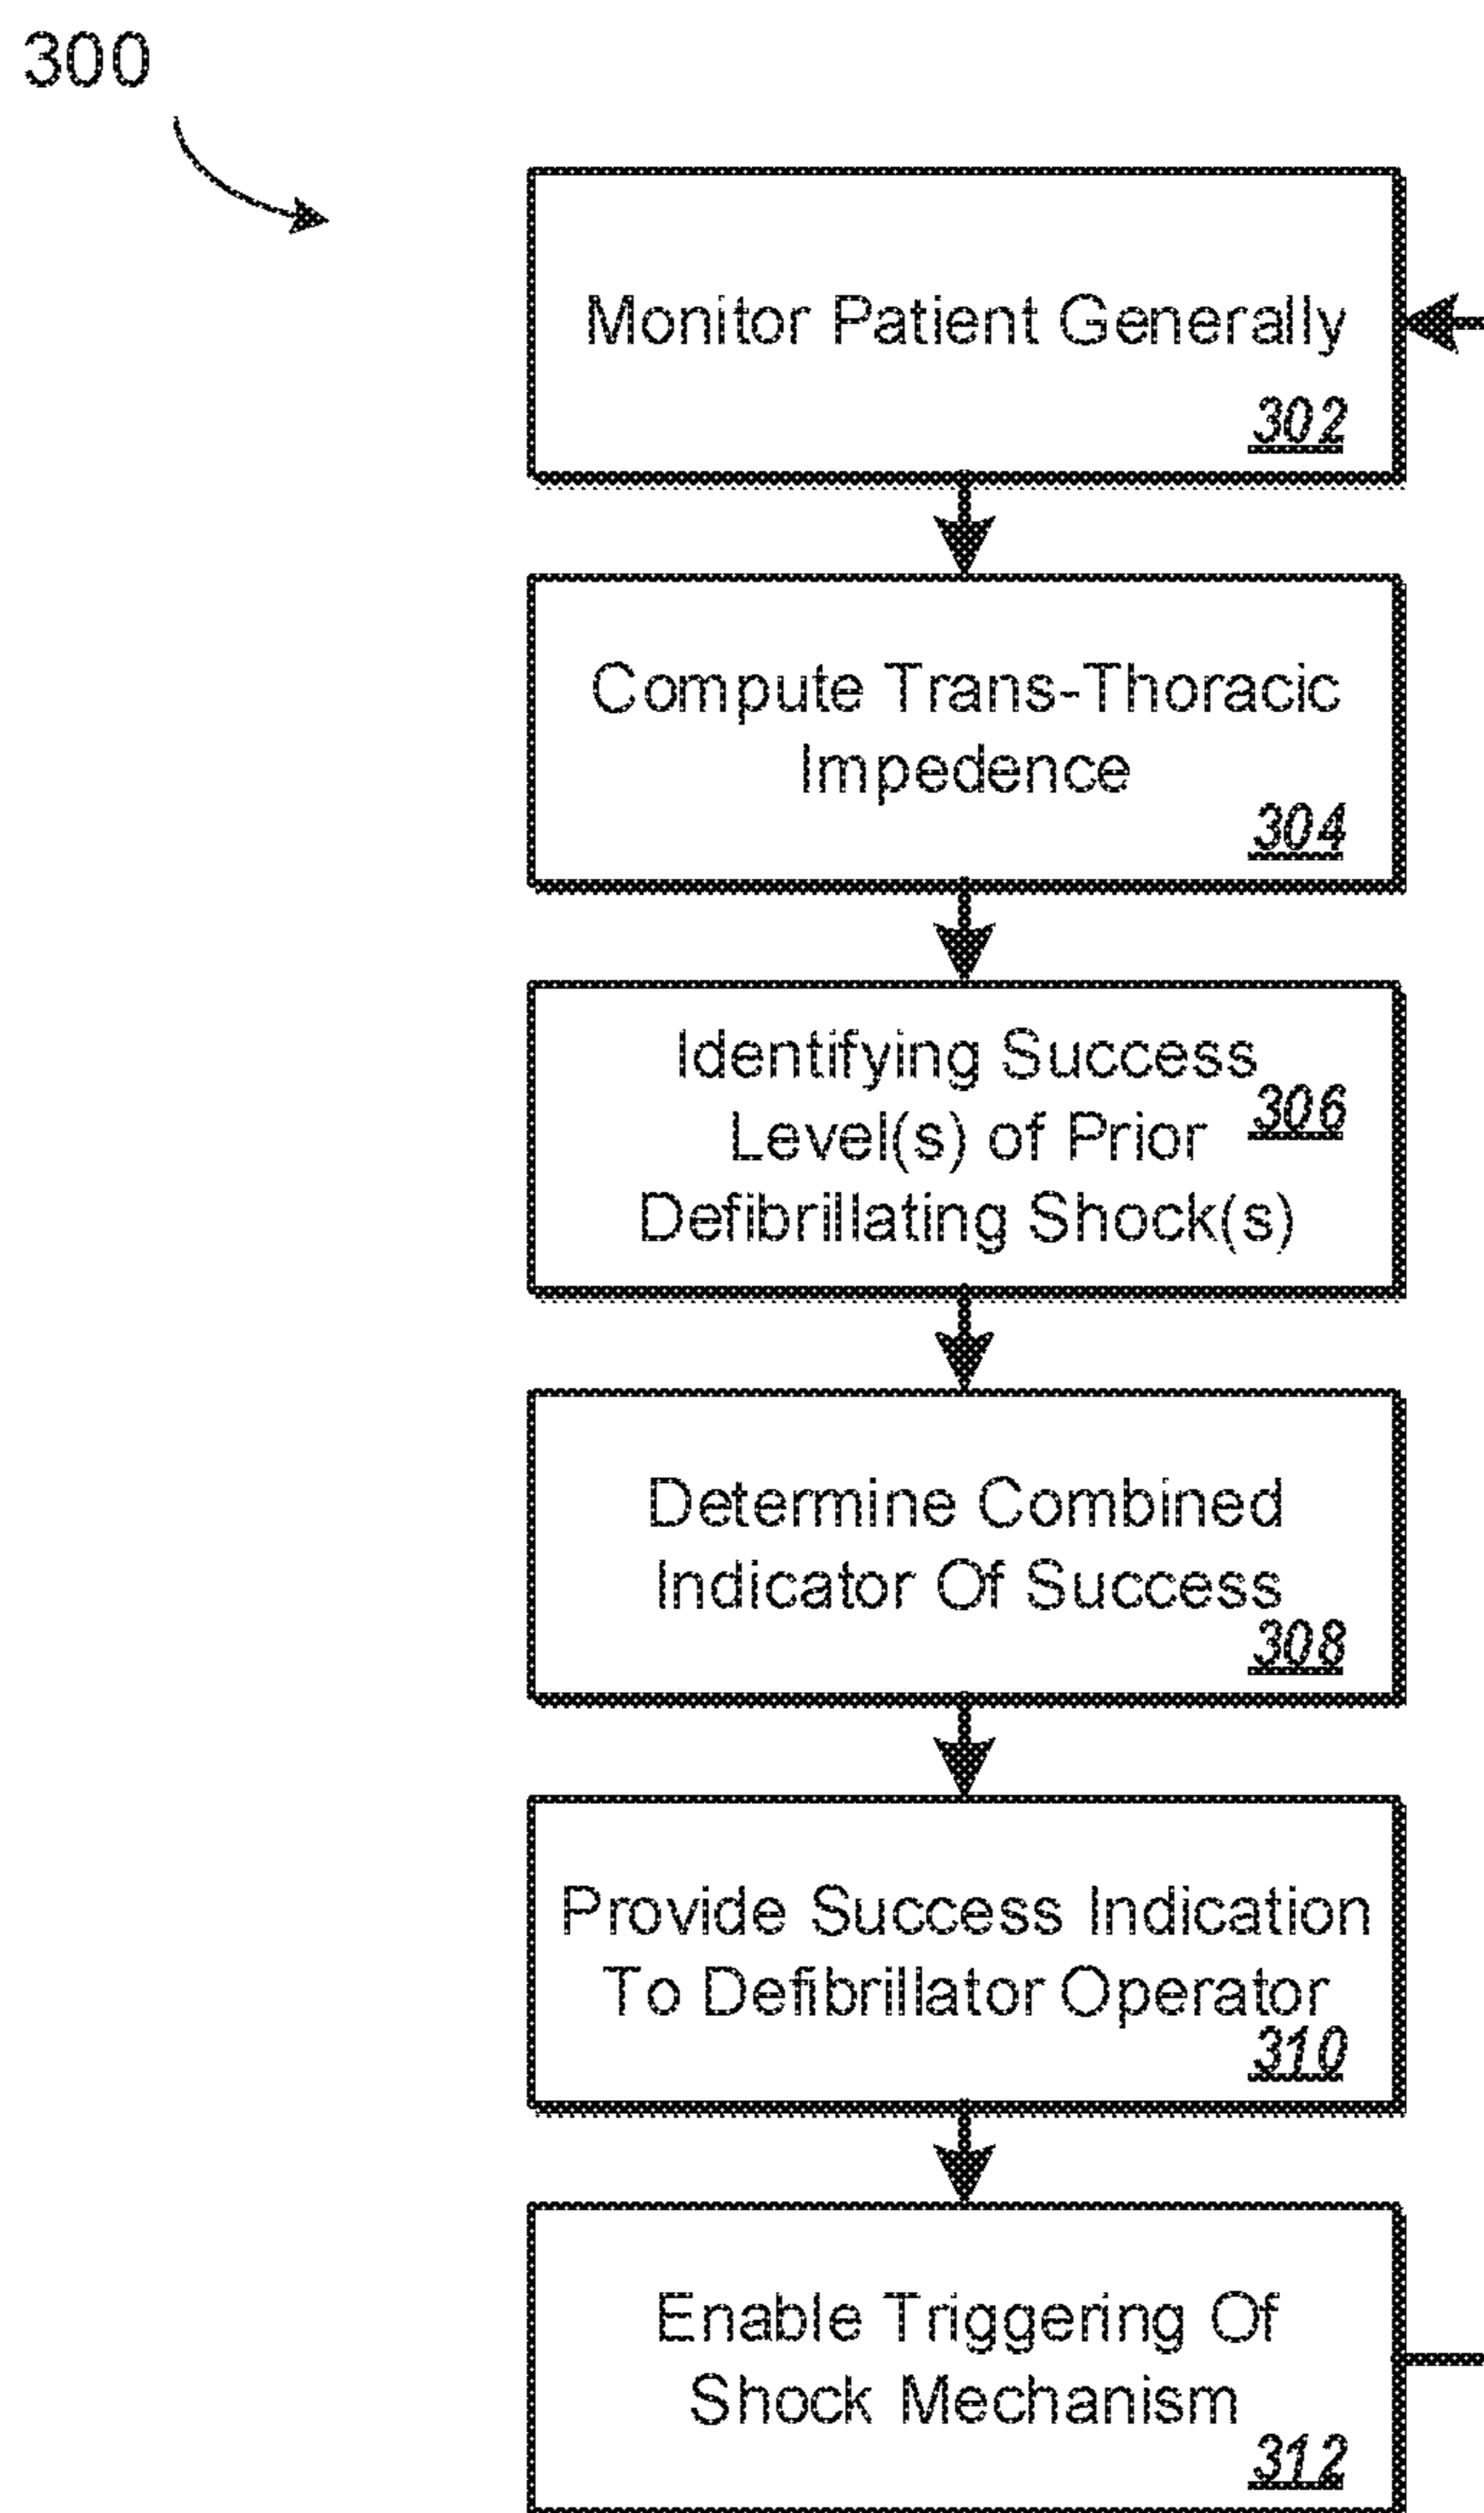 300
Monitor Patient Generally
302
Compute Trans-Thoracic
Impedence
304
Identifying Success
306
Level(s) of Prior
Defibrillating Shock(s)
Determine Combined
Indicator Of Success
308
Provide Success Indication
To Defibrillator Operator
310
Enable Triggering Of
Shock Mechanism
312